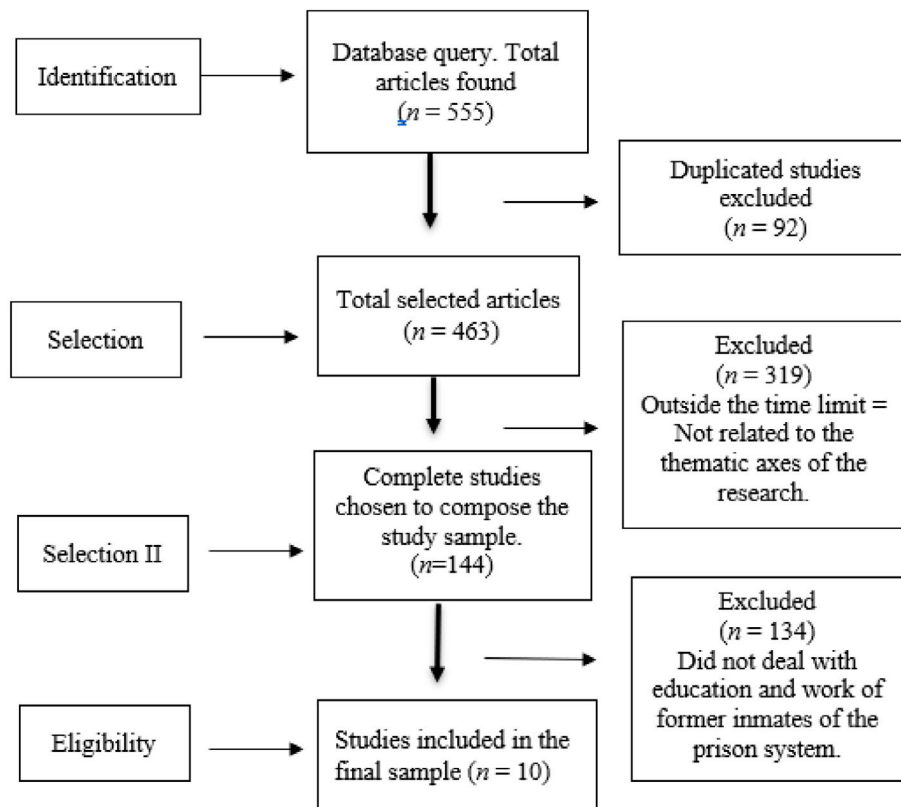 Identification
Database query. Total
articles found
(n = 555)
Duplicated studies
excluded
(n = 92)
Selection
Total selected articles
(n = 463)
Excluded
(n = 319)
Outside the time limit =
Not related to the
thematic axes of the
research.
Selection II
Complete studies
chosen to compose the
study sample.
(n=144)
Excluded
(n = 134)
Did not deal with
education and work of
former inmates of the
prison system.
Eligibility
Studies included in the
final sample (n = 10)